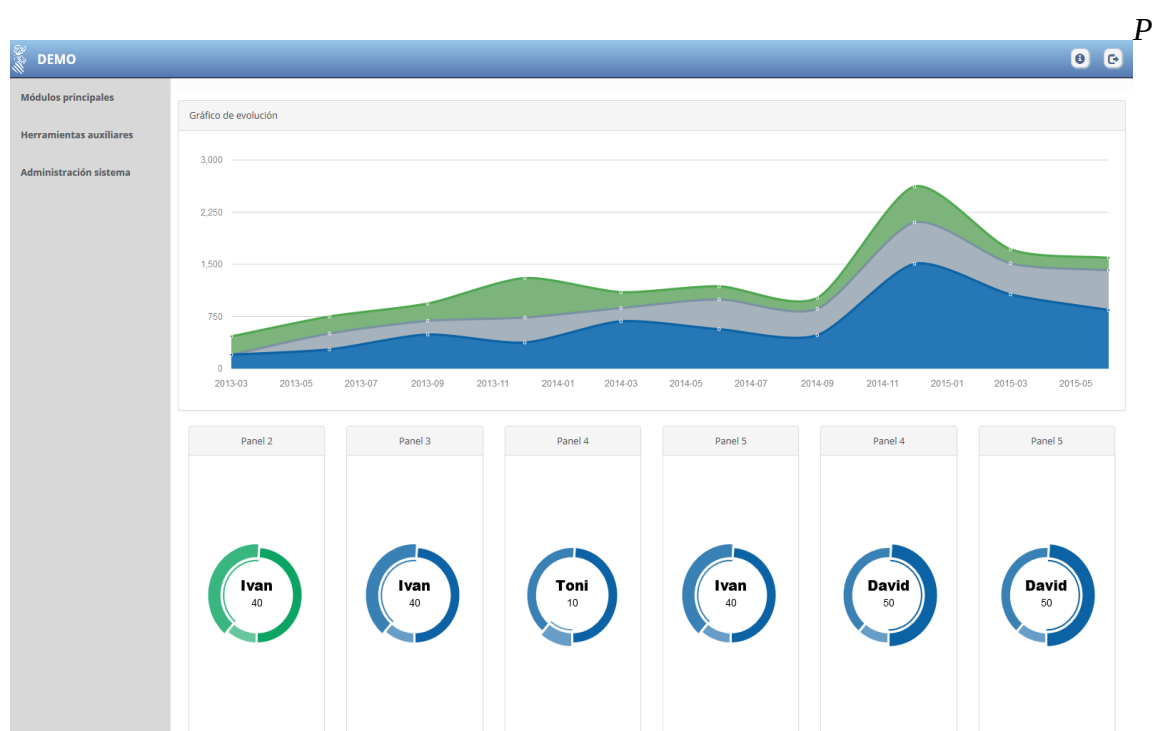 P
DEMO
Módulos principales
Herramientas auxiliares
Administración sistema
Gráfico de evolución
3,000
2,250
1,500
750
0
2013-03 2013-05 2013-07 2013-09 2013-11 2014-01 2014-03 2014-05 2014-07 2014-09 2014-11 2015-01 2015-03 2015-05
Panel 2 Panel 3 Panel 4 Panel 5 Panel 4 Panel 5
Ivan Ivan Toni Ivan David David
40 40 10 40 50 50